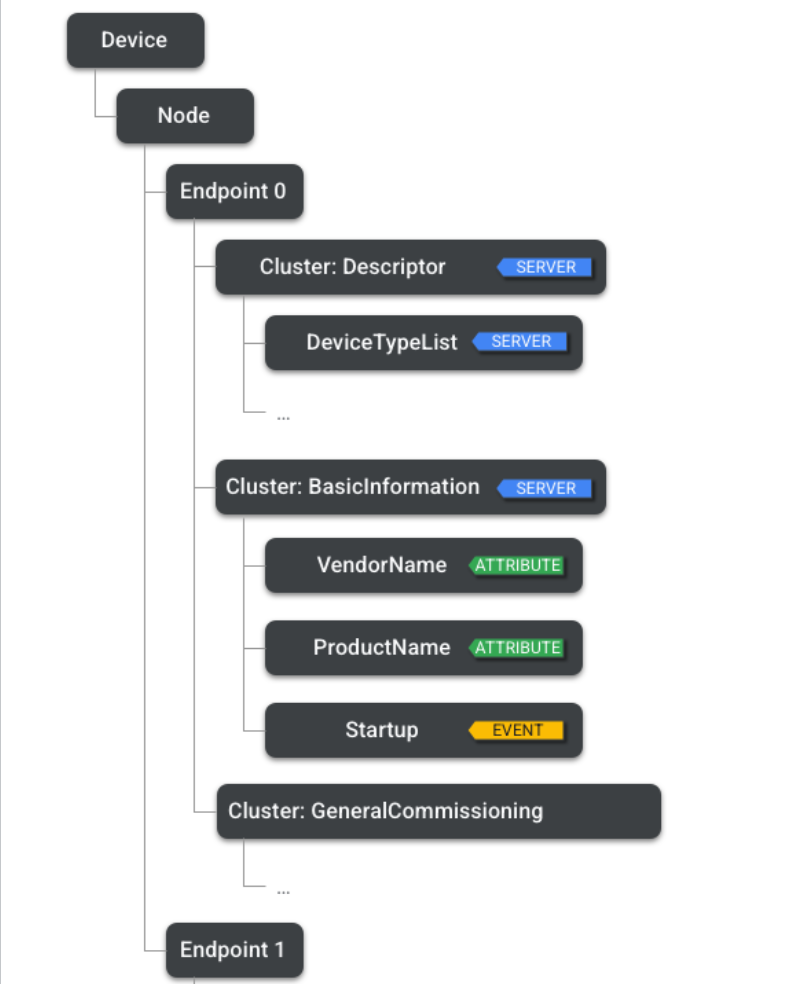 Device
Node
Endpoint 0
Cluster: Descriptor SERVER
DeviceTypeList SERVER
...
Cluster: BasicInformation SERVER
VendorName ATTRIBUTE
ProductName ATTRIBUTE
Startup EVENT
Cluster: GeneralCommissioning
...
Endpoint 1